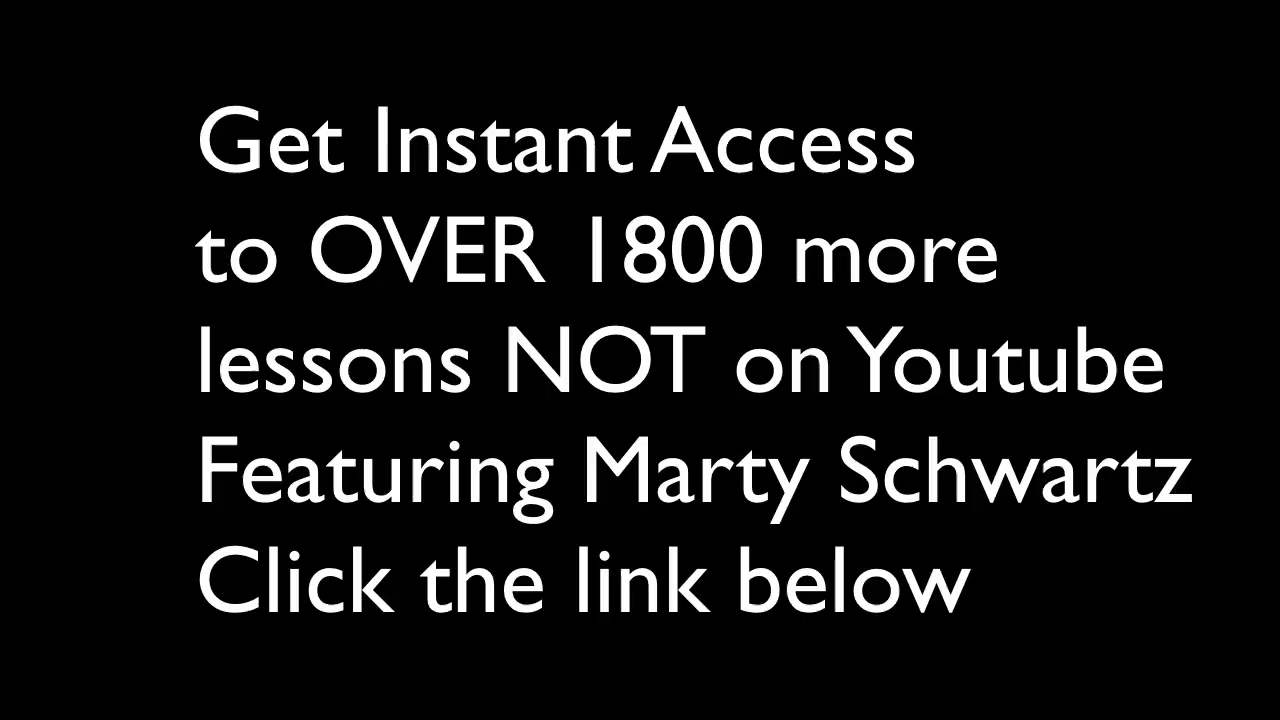 Get Instant Access
to OVER 1800 more
lessons NOT on Youtube
Featuring Marty Schwartz
Click the link below